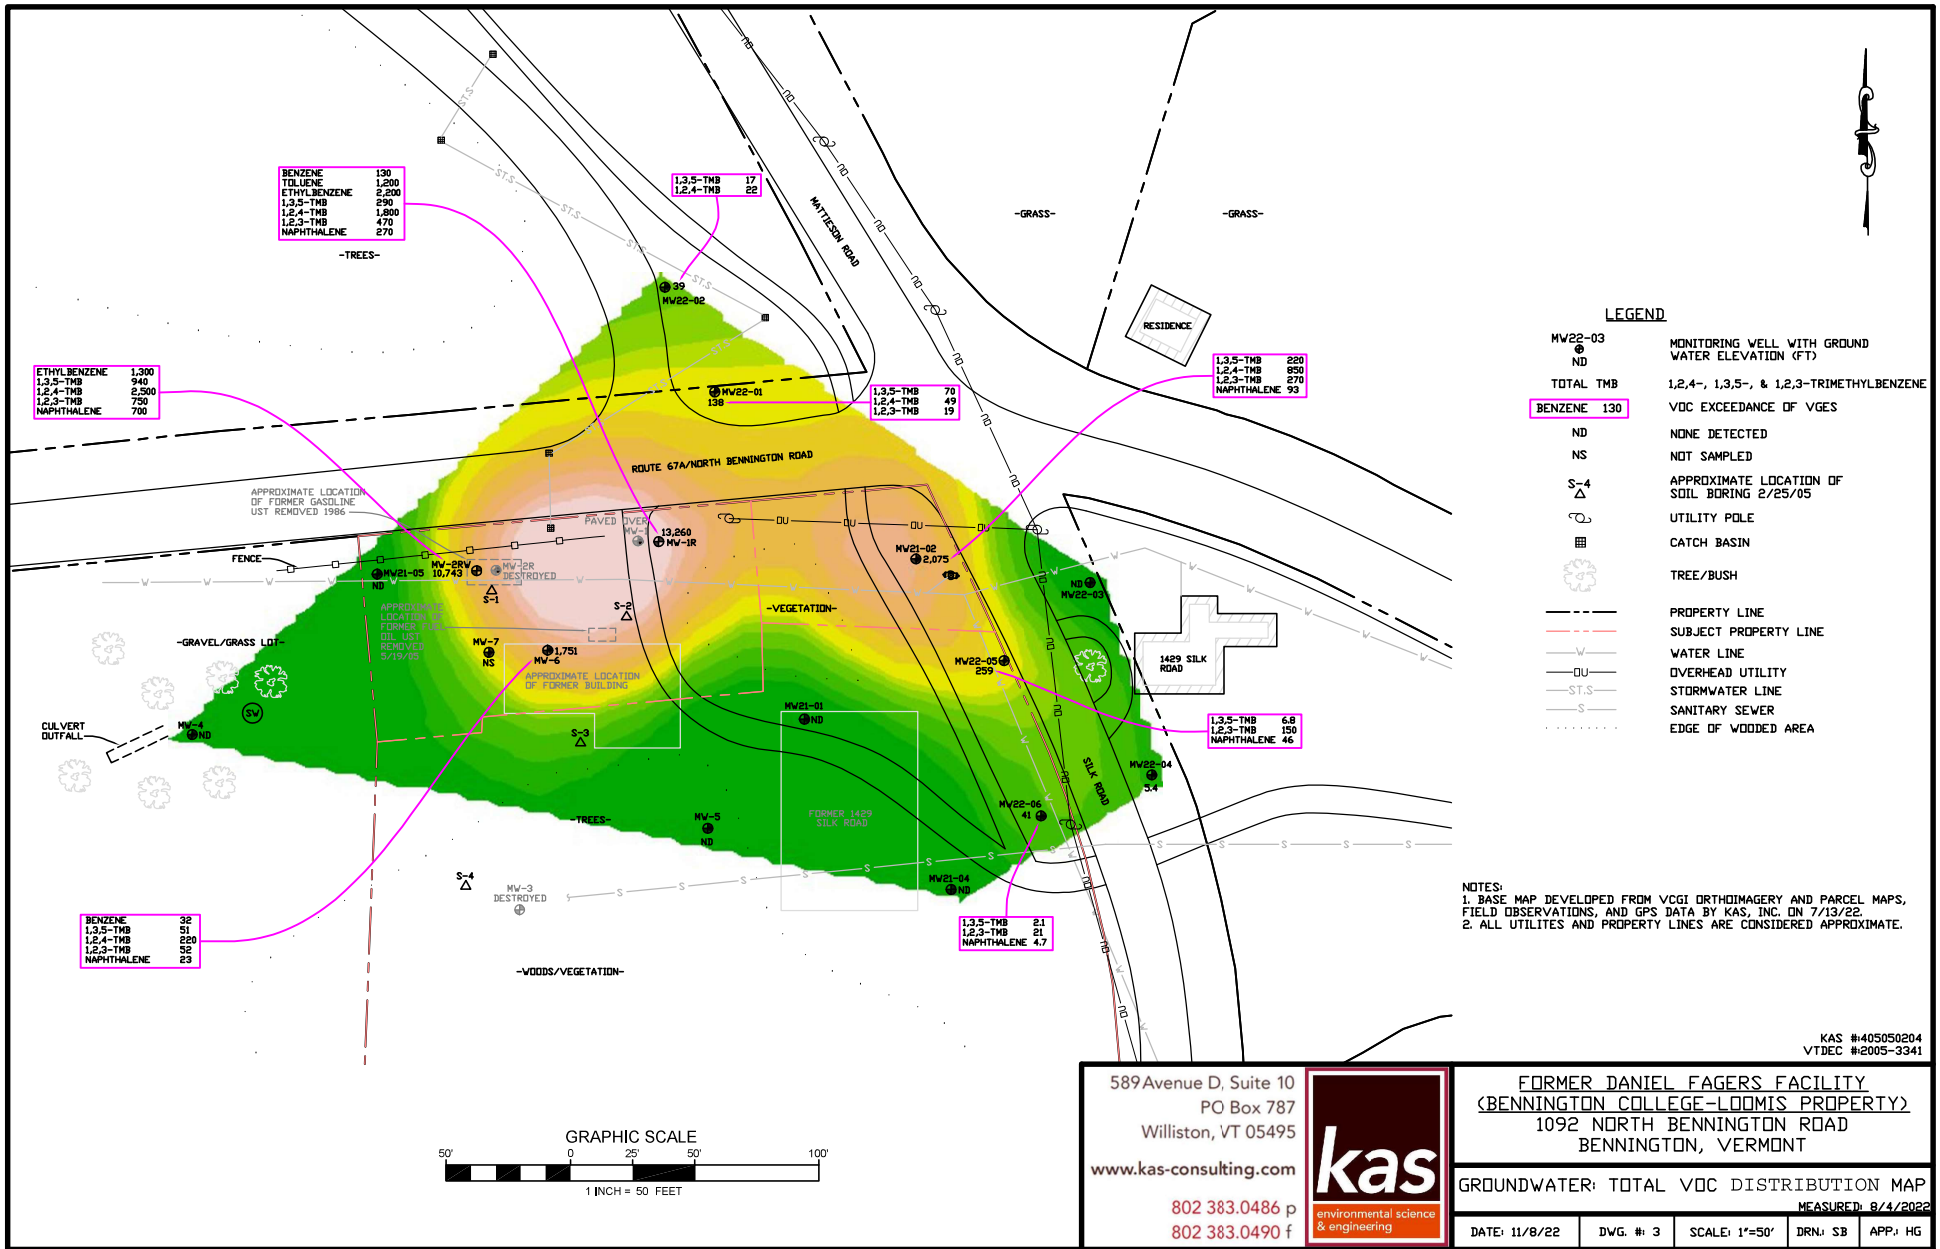 BENZENE 130
TOLUENE 1,200
ETHYLBENZENE 2,200
1,3,5-TMB 290
1,2,4-TMB 1,800
1,2,3-TMB 470
NAPHTHALENE 270
-TREES-
1,3,5-TMB 17
1,2,4-TMB 22
39
MW22-02
MATTIESON ROAD
-GRASS-
-GRASS-
RESIDENCE
ETHYLBENZENE 1,300
1,3,5-TMB 940
1,2,4-TMB 2,500
1,2,3-TMB 750
NAPHTHALENE 700
MW22-01
138
1,3,5-TMB 70
1,2,4-TMB 49
1,2,3-TMB 19
1,3,5-TMB 220
1,2,4-TMB 850
1,2,3-TMB 270
NAPHTHALENE 93
ROUTE 67A/NORTH BENNINGTON ROAD
APPROXIMATE LOCATION
OF FORMER GASOLINE
UST REMOVED 1986
PAVED OVER
MW-1
13,260
MW-1R
FENCE
MW21-05
ND
MW-2RW
10,743
MW-2R
DESTROYED
S-1
S-2
MW21-02
2,075
ND
MW22-03
-VEGETATION-
APPROXIMATE
LOCATION OF
FORMER FUEL
OIL UST
REMOVED
5/19/05
-GRAVEL/GRASS LOT-
MW-7
NS
1,751
MW-6
APPROXIMATE LOCATION
OF FORMER BUILDING
MW22-05
259
1429 SILK
ROAD
CULVERT
OUTFALL
MW-4
ND
SW
S-3
MW21-01
ND
1,3,5-TMB 6.8
1,2,3-TMB 150
NAPHTHALENE 46
SILK ROAD
MW22-04
5.4
MW22-06
41
-TREES-
MW-5
ND
FORMER 1429
SILK ROAD
S-4
MW-3
DESTROYED
MW21-04
ND
BENZENE 32
1,3,5-TMB 51
1,2,4-TMB 220
1,2,3-TMB 52
NAPHTHALENE 23
1,3,5-TMB 2.1
1,2,3-TMB 21
NAPHTHALENE 4.7
-WOODS/VEGETATION-
LEGEND
MW22-03
ND
MONITORING WELL WITH GROUND
WATER ELEVATION (FT)
TOTAL TMB 1,2,4-, 1,3,5-, & 1,2,3-TRIMETHYLBENZENE
BENZENE 130 VOC EXCEEDANCE OF VGES
ND NONE DETECTED
NS NOT SAMPLED
S-4 APPROXIMATE LOCATION OF
SOIL BORING 2/25/05
UTILITY POLE
CATCH BASIN
TREE/BUSH
PROPERTY LINE
SUBJECT PROPERTY LINE
W WATER LINE
OU OVERHEAD UTILITY
ST.S STORMWATER LINE
S SANITARY SEWER
EDGE OF WOODED AREA
NOTES:
1. BASE MAP DEVELOPED FROM VCGI ORTHOIMAGERY AND PARCEL MAPS,
FIELD OBSERVATIONS, AND GPS DATA BY KAS, INC. ON 7/13/22.
2. ALL UTILITES AND PROPERTY LINES ARE CONSIDERED APPROXIMATE.
KAS #:405050204
VTDEC #:2005-3341
GRAPHIC SCALE
50' 0 25' 50' 100'
1 INCH = 50 FEET
589 Avenue D, Suite 10
PO Box 787
Williston, VT 05495
www.kas-consulting.com
802 383.0486 p
802 383.0490 f
kas
environmental science
& engineering
FORMER DANIEL FAGERS FACILITY
(BENNINGTON COLLEGE-LOOMIS PROPERTY)
1092 NORTH BENNINGTON ROAD
BENNINGTON, VERMONT
GROUNDWATER: TOTAL VOC DISTRIBUTION MAP
MEASURED: 8/4/2022
DATE: 11/8/22 DWG. #: 3 SCALE: 1"=50' DRN.: SB APP.: HG